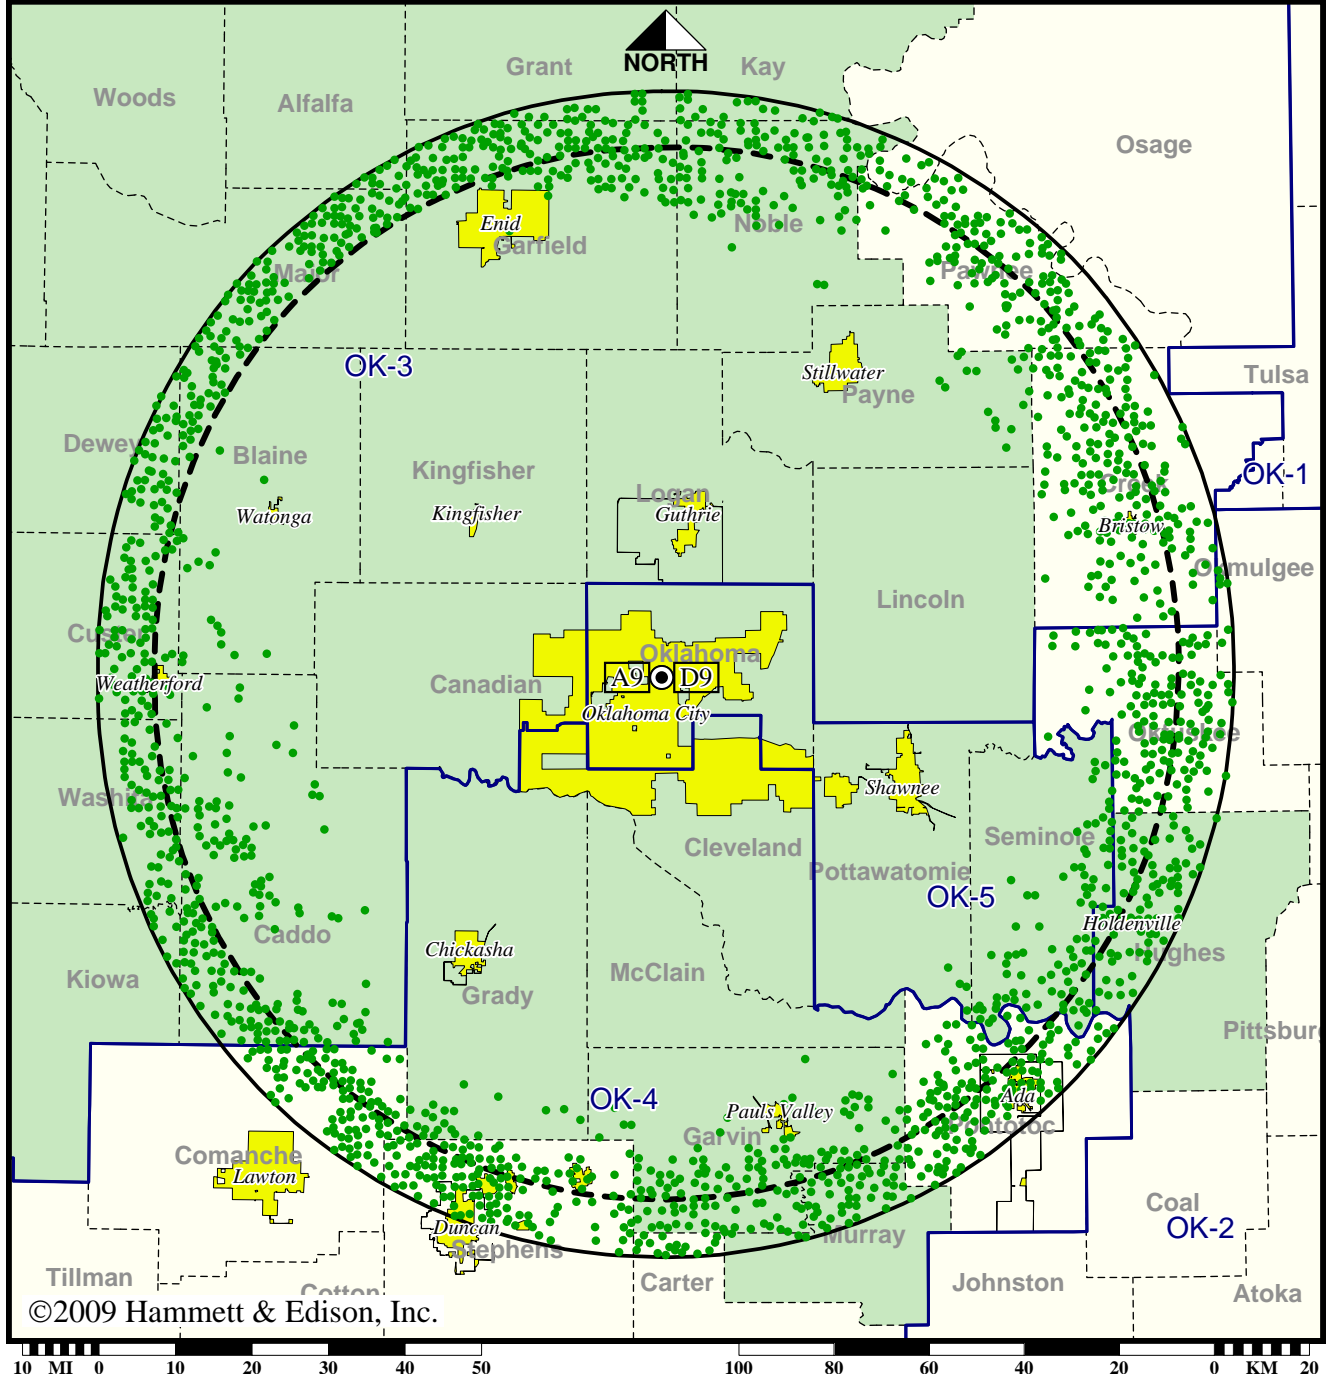 NORTH
Grant
Kay
Woods
Alfalfa
Osage
Enid
Garfield
Noble
Major
Pawnee
OK-3
Stillwater
Payne
Tulsa
Dewey
Blaine
Kingfisher
Logan
Creek
OK-1
Watonga
Kingfisher
Guthrie
Bristow
Okmulgee
Lincoln
Custer
Oklahoma
Weatherford
Canadian
A9
D9
Oklahoma City
Okfuskee
Washita
Shawnee
Cleveland
Seminole
Pottawatomie
OK-5
Caddo
Chickasha
Holdenville
Hughes
Kiowa
Grady
McClain
Pittsburg
OK-4
Pauls Valley
Ada
Garvin
Pontotoc
Comanche
Lawton
Coal
OK-2
Duncan
Stephens
Murray
Tillman
Cotton
Carter
Johnston
Atoka
©2009 Hammett & Edison, Inc.
10 MI 0 10 20 30 40 50
100 80 60 40 20 0 KM 20